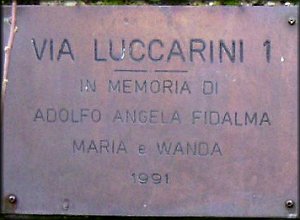 VIA LUCCARINI 1
IN MEMORIA DI
ADOLFO ANGELA FIDALMA
MARIA e WANDA
1991